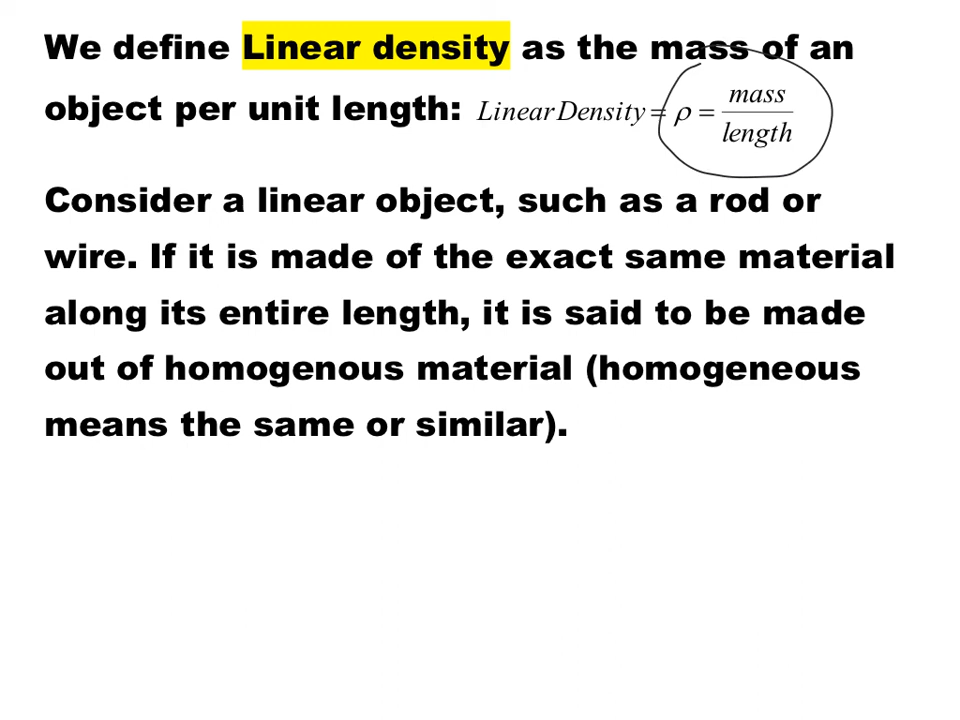 We define Linear density as the mass of an
object per unit length: Linear Density = ρ = mass / length
Consider a linear object, such as a rod or
wire. If it is made of the exact same material
along its entire length, it is said to be made
out of homogenous material (homogeneous
means the same or similar).